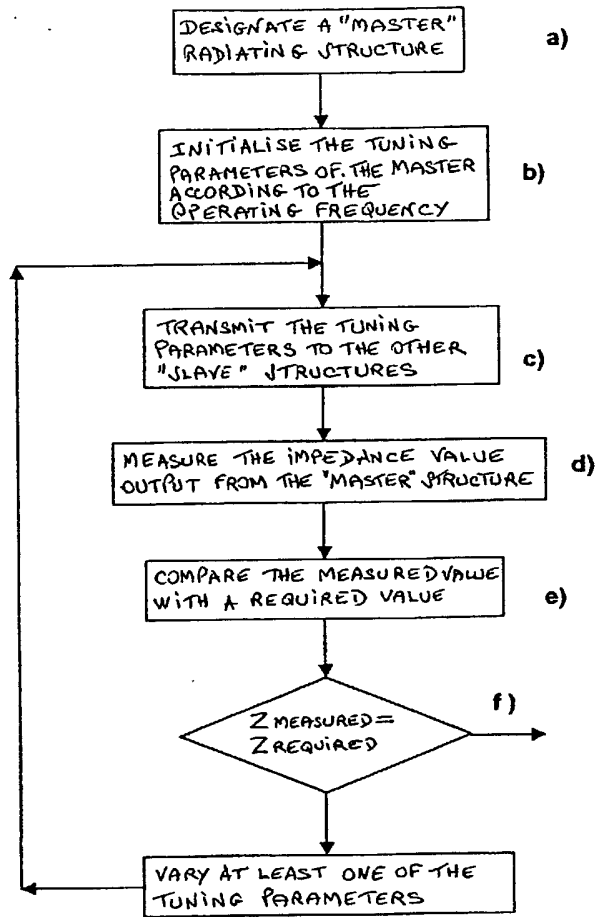 DESIGNATE A "MASTER"
RADIATING STRUCTURE
a)
INITIALISE THE TUNING
PARAMETERS OF THE MASTER
ACCORDING TO THE
OPERATING FREQUENCY
b)
TRANSMIT THE TUNING
PARAMETERS TO THE OTHER
"SLAVE" STRUCTURES
c)
MEASURE THE IMPEDANCE VALUE
OUTPUT FROM THE "MASTER" STRUCTURE
d)
COMPARE THE MEASURED VALUE
WITH A REQUIRED VALUE
e)
f)
Z MEASURED =
Z REQUIRED
VARY AT LEAST ONE OF THE
TUNING PARAMETERS